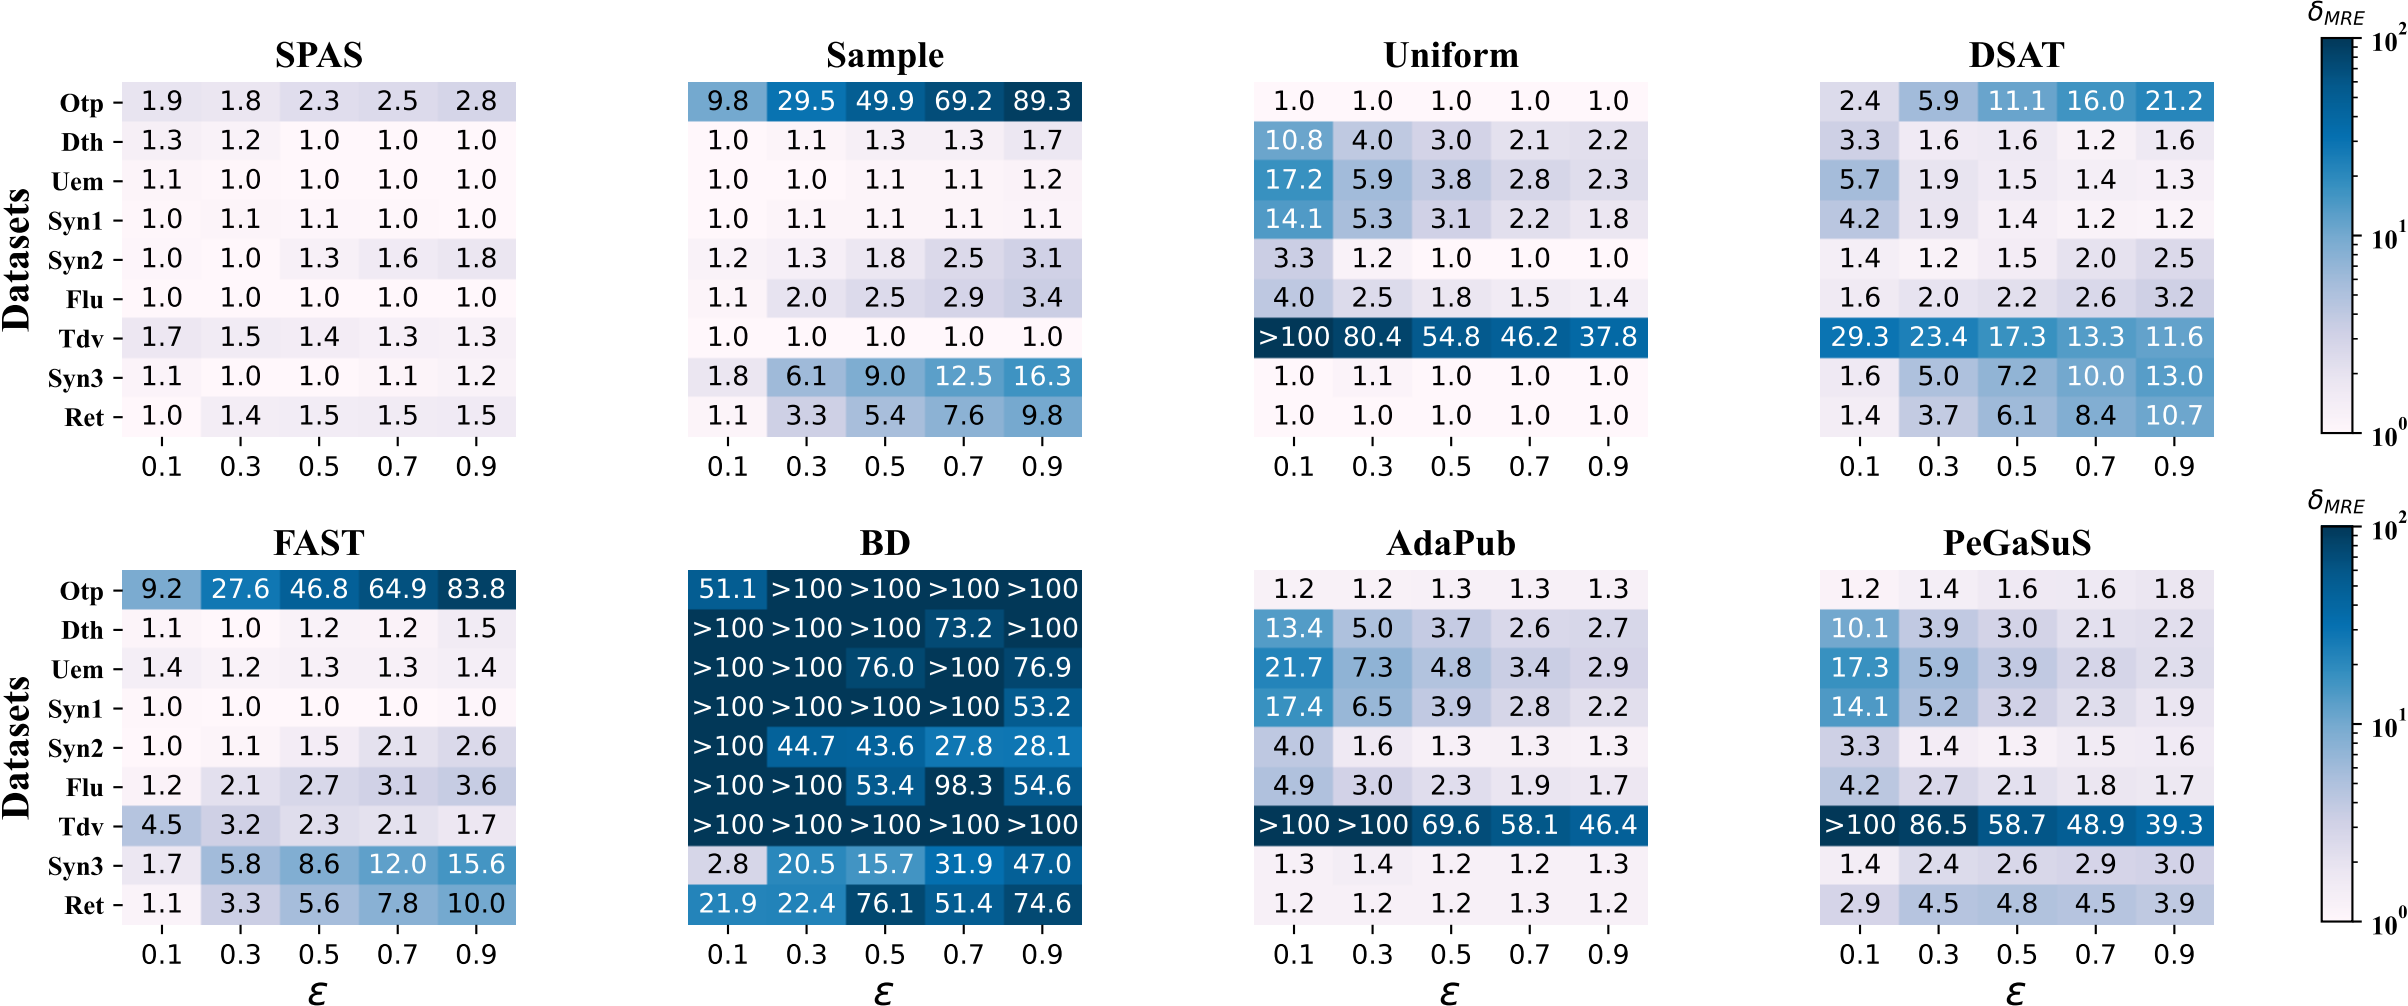 SPAS Sample Uniform DSAT δMRE
Otp 1.9 1.8 2.3 2.5 2.8 9.8 29.5 49.9 69.2 89.3 1.0 1.0 1.0 1.0 1.0 2.4 5.9 11.1 16.0 21.2 10²
Dth 1.3 1.2 1.0 1.0 1.0 1.0 1.1 1.3 1.3 1.7 10.8 4.0 3.0 2.1 2.2 3.3 1.6 1.6 1.2 1.6
Uem 1.1 1.0 1.0 1.0 1.0 1.0 1.0 1.1 1.1 1.2 17.2 5.9 3.8 2.8 2.3 5.7 1.9 1.5 1.4 1.3
Syn1 1.0 1.1 1.1 1.0 1.0 1.0 1.1 1.1 1.1 1.1 14.1 5.3 3.1 2.2 1.8 4.2 1.9 1.4 1.2 1.2 10¹
Syn2 1.0 1.0 1.3 1.6 1.8 1.2 1.3 1.8 2.5 3.1 3.3 1.2 1.0 1.0 1.0 1.4 1.2 1.5 2.0 2.5
Flu 1.0 1.0 1.0 1.0 1.0 1.1 2.0 2.5 2.9 3.4 4.0 2.5 1.8 1.5 1.4 1.6 2.0 2.2 2.6 3.2
Tdv 1.7 1.5 1.4 1.3 1.3 1.0 1.0 1.0 1.0 1.0 >100 80.4 54.8 46.2 37.8 29.3 23.4 17.3 13.3 11.6
Syn3 1.1 1.0 1.0 1.1 1.2 1.8 6.1 9.0 12.5 16.3 1.0 1.1 1.0 1.0 1.0 1.6 5.0 7.2 10.0 13.0
Ret 1.0 1.4 1.5 1.5 1.5 1.1 3.3 5.4 7.6 9.8 1.0 1.0 1.0 1.0 1.0 1.4 3.7 6.1 8.4 10.7 10⁰
0.1 0.3 0.5 0.7 0.9 0.1 0.3 0.5 0.7 0.9 0.1 0.3 0.5 0.7 0.9 0.1 0.3 0.5 0.7 0.9
Datasets
FAST BD AdaPub PeGaSuS δMRE
Otp 9.2 27.6 46.8 64.9 83.8 51.1 >100 >100 >100 >100 1.2 1.2 1.3 1.3 1.3 1.2 1.4 1.6 1.6 1.8 10²
Dth 1.1 1.0 1.2 1.2 1.5 >100 >100 >100 73.2 >100 13.4 5.0 3.7 2.6 2.7 10.1 3.9 3.0 2.1 2.2
Uem 1.4 1.2 1.3 1.3 1.4 >100 >100 76.0 >100 76.9 21.7 7.3 4.8 3.4 2.9 17.3 5.9 3.9 2.8 2.3
Syn1 1.0 1.0 1.0 1.0 1.0 >100 >100 >100 >100 53.2 17.4 6.5 3.9 2.8 2.2 14.1 5.2 3.2 2.3 1.9 10¹
Syn2 1.0 1.1 1.5 2.1 2.6 >100 44.7 43.6 27.8 28.1 4.0 1.6 1.3 1.3 1.3 3.3 1.4 1.3 1.5 1.6
Flu 1.2 2.1 2.7 3.1 3.6 >100 >100 53.4 98.3 54.6 4.9 3.0 2.3 1.9 1.7 4.2 2.7 2.1 1.8 1.7
Tdv 4.5 3.2 2.3 2.1 1.7 >100 >100 >100 >100 >100 >100 >100 69.6 58.1 46.4 >100 86.5 58.7 48.9 39.3
Syn3 1.7 5.8 8.6 12.0 15.6 2.8 20.5 15.7 31.9 47.0 1.3 1.4 1.2 1.2 1.3 1.4 2.4 2.6 2.9 3.0
Ret 1.1 3.3 5.6 7.8 10.0 21.9 22.4 76.1 51.4 74.6 1.2 1.2 1.2 1.3 1.2 2.9 4.5 4.8 4.5 3.9 10⁰
0.1 0.3 0.5 0.7 0.9 0.1 0.3 0.5 0.7 0.9 0.1 0.3 0.5 0.7 0.9 0.1 0.3 0.5 0.7 0.9
Datasets
ε ε ε ε